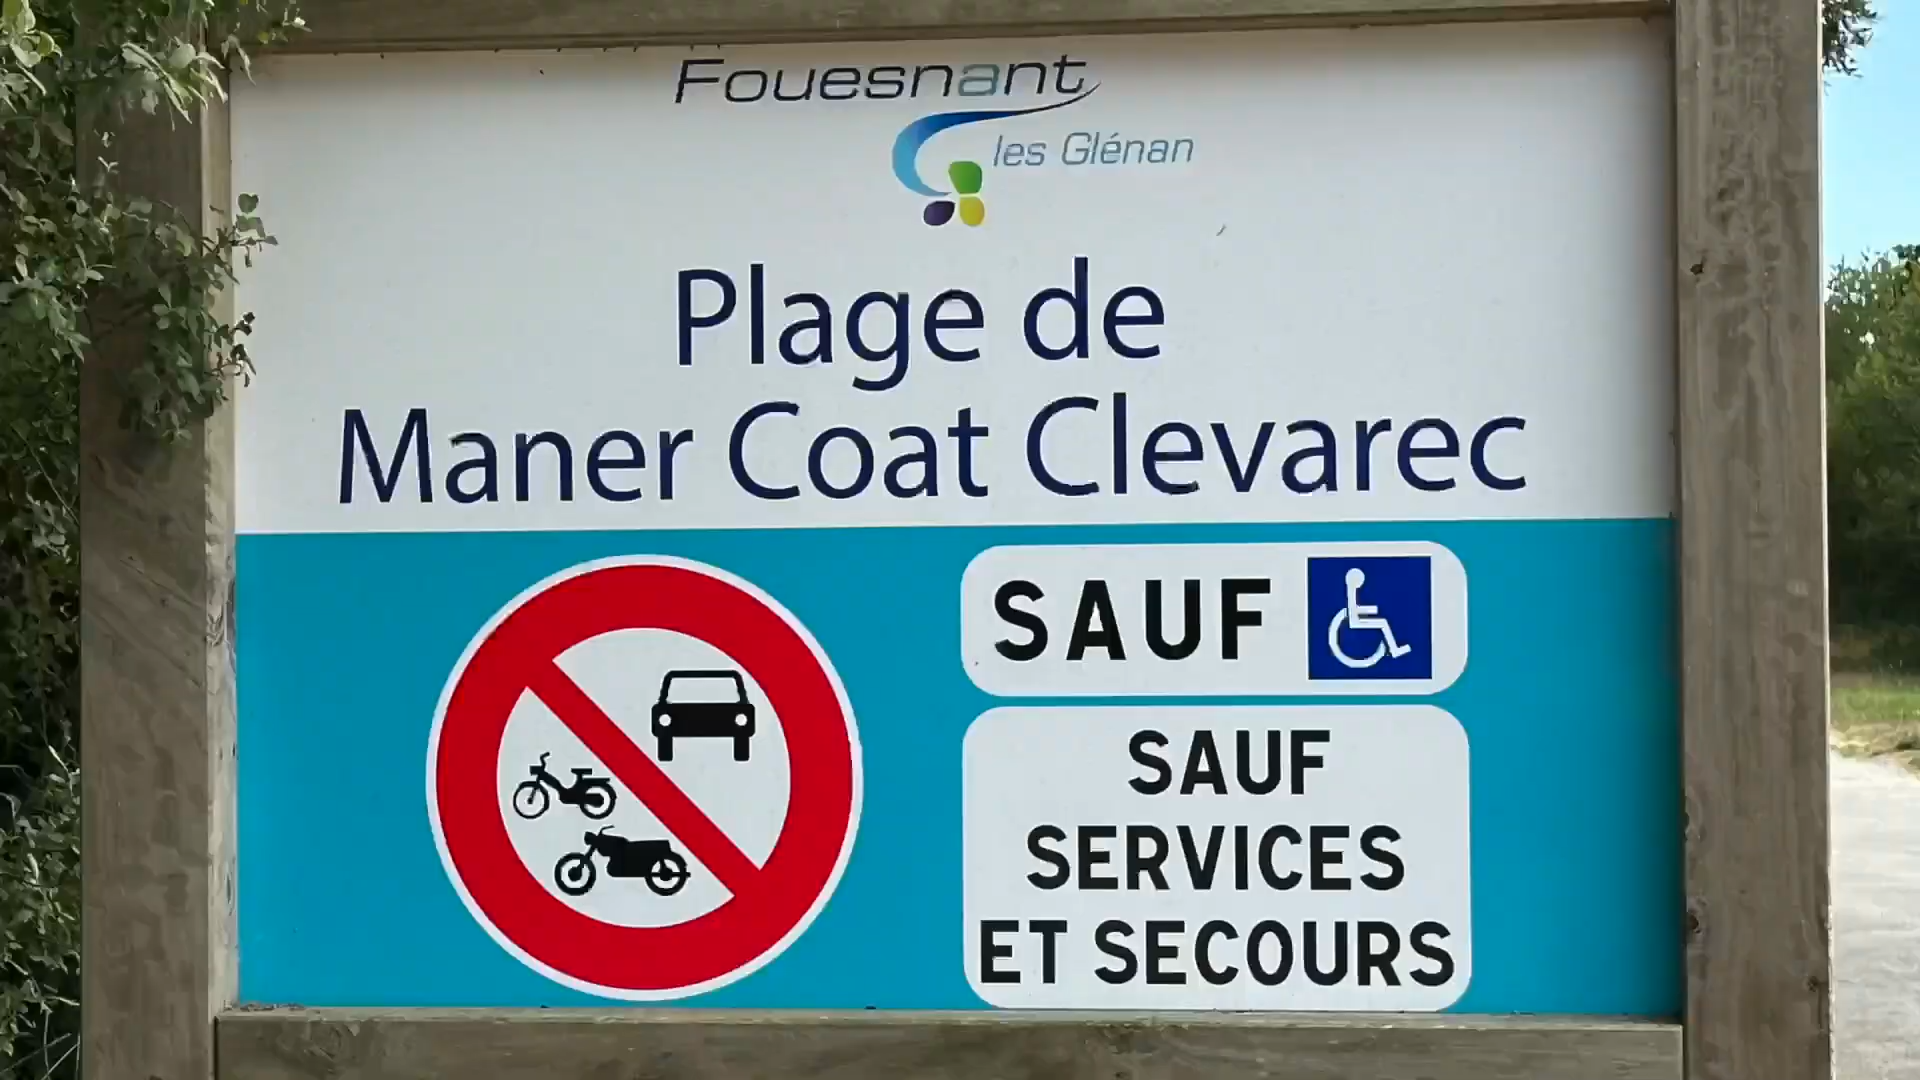 Fouesnant
les Glénan
Plage de
Maner Coat Clevarec
SAUF
SAUF
SERVICES
ET SECOURS